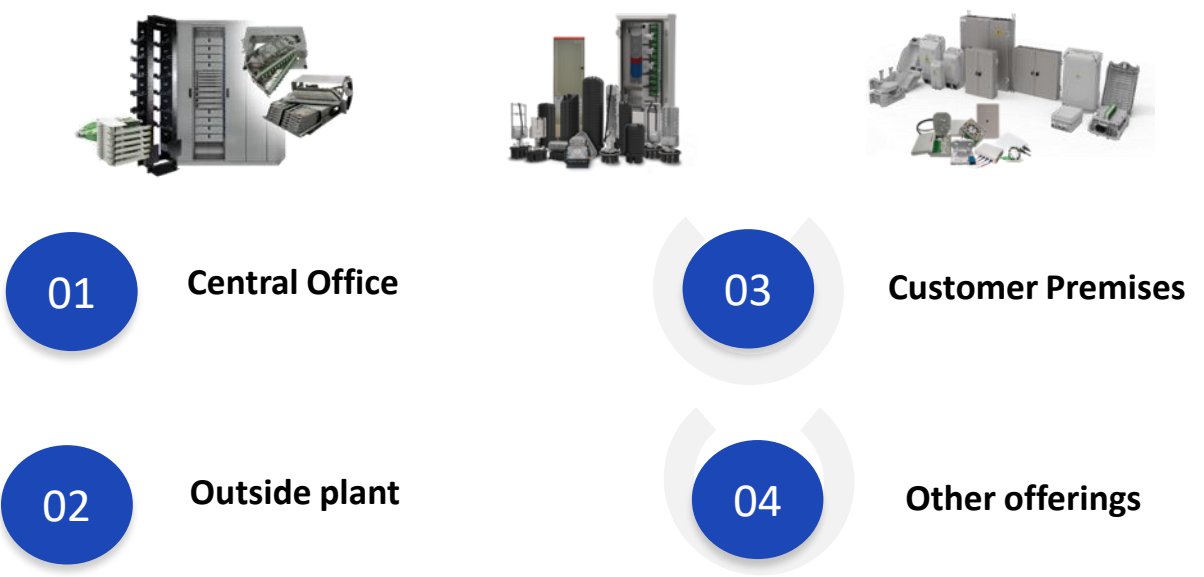 01
Central Office
03
Customer Premises
02
Outside plant
04
Other offerings